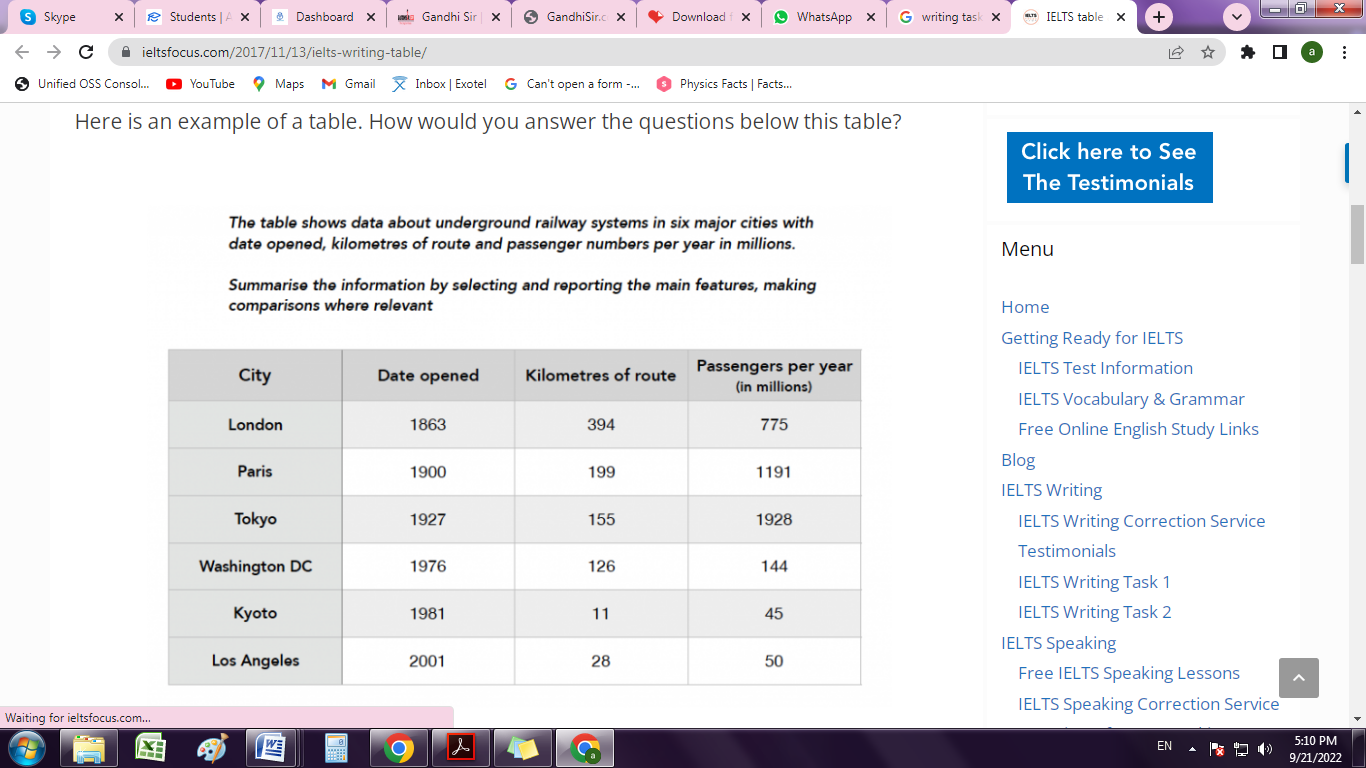 Skype
Students | A
Dashboard
Gandhi Sir |
GandhiSir.c
Download f
WhatsApp
writing task
IELTS table
ieltsfocus.com/2017/11/13/ielts-writing-table/
a
Unified OSS Consol...
YouTube
Maps
Gmail
Inbox | Exotel
Can't open a form -...
Physics Facts | Facts...
Here is an example of a table. How would you answer the questions below this table?
The table shows data about underground railway systems in six major cities with
date opened, kilometres of route and passenger numbers per year in millions.
Summarise the information by selecting and reporting the main features, making
comparisons where relevant
City Date opened Kilometres of route Passengers per year (in millions)
London 1863 394 775
Paris 1900 199 1191
Tokyo 1927 155 1928
Washington DC 1976 126 144
Kyoto 1981 11 45
Los Angeles 2001 28 50
Click here to See
The Testimonials
Menu
Home
Getting Ready for IELTS
IELTS Test Information
IELTS Vocabulary & Grammar
Free Online English Study Links
Blog
IELTS Writing
IELTS Writing Correction Service
Testimonials
IELTS Writing Task 1
IELTS Writing Task 2
IELTS Speaking
Free IELTS Speaking Lessons
IELTS Speaking Correction Service
Waiting for ieltsfocus.com...
EN
5:10 PM
9/21/2022